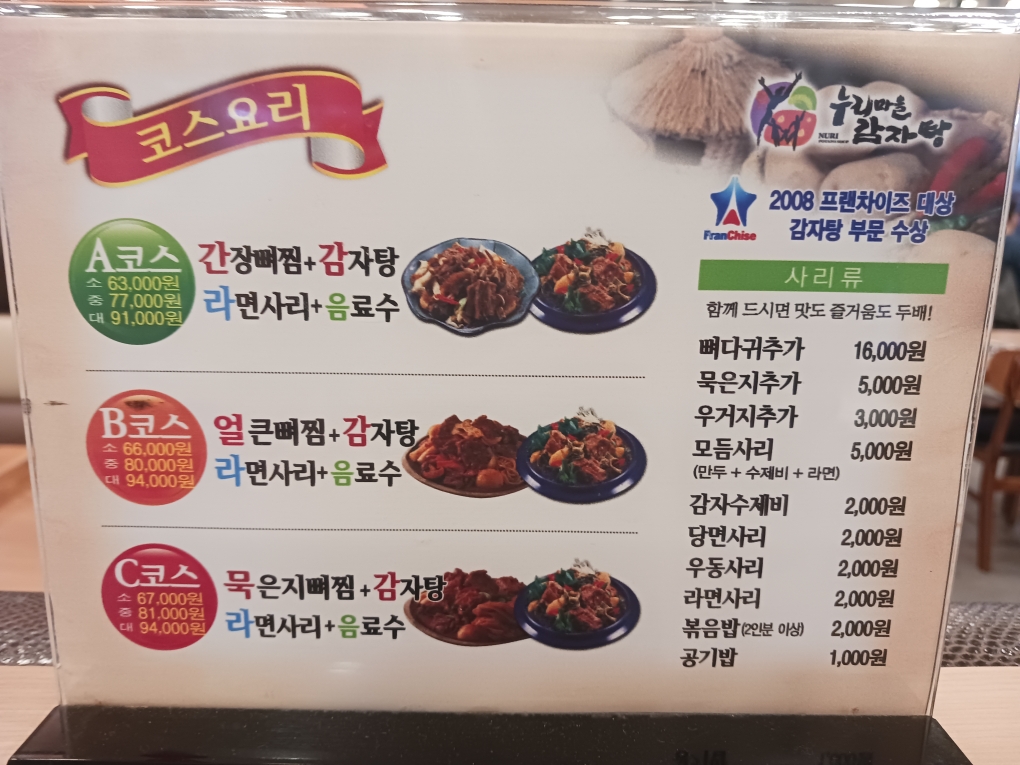 코스요리
누리마을
감자탕
NURI
FranChise
2008 프랜차이즈 대상
감자탕 부문 수상
A코스
소 63,000원
중 77,000원
대 91,000원
간장뼈찜+감자탕
라면사리+음료수
B코스
소 66,000원
중 80,000원
대 94,000원
얼큰뼈찜+감자탕
라면사리+음료수
C코스
소 67,000원
중 81,000원
대 94,000원
묵은지뼈찜+감자탕
라면사리+음료수
사리류
함께 드시면 맛도 즐거움도 두배!
뼈다귀추가 16,000원
묵은지추가 5,000원
우거지추가 3,000원
모듬사리 5,000원
(만두 + 수제비 + 라면)
감자수제비 2,000원
당면사리 2,000원
우동사리 2,000원
라면사리 2,000원
볶음밥(2인분 이상) 2,000원
공기밥 1,000원